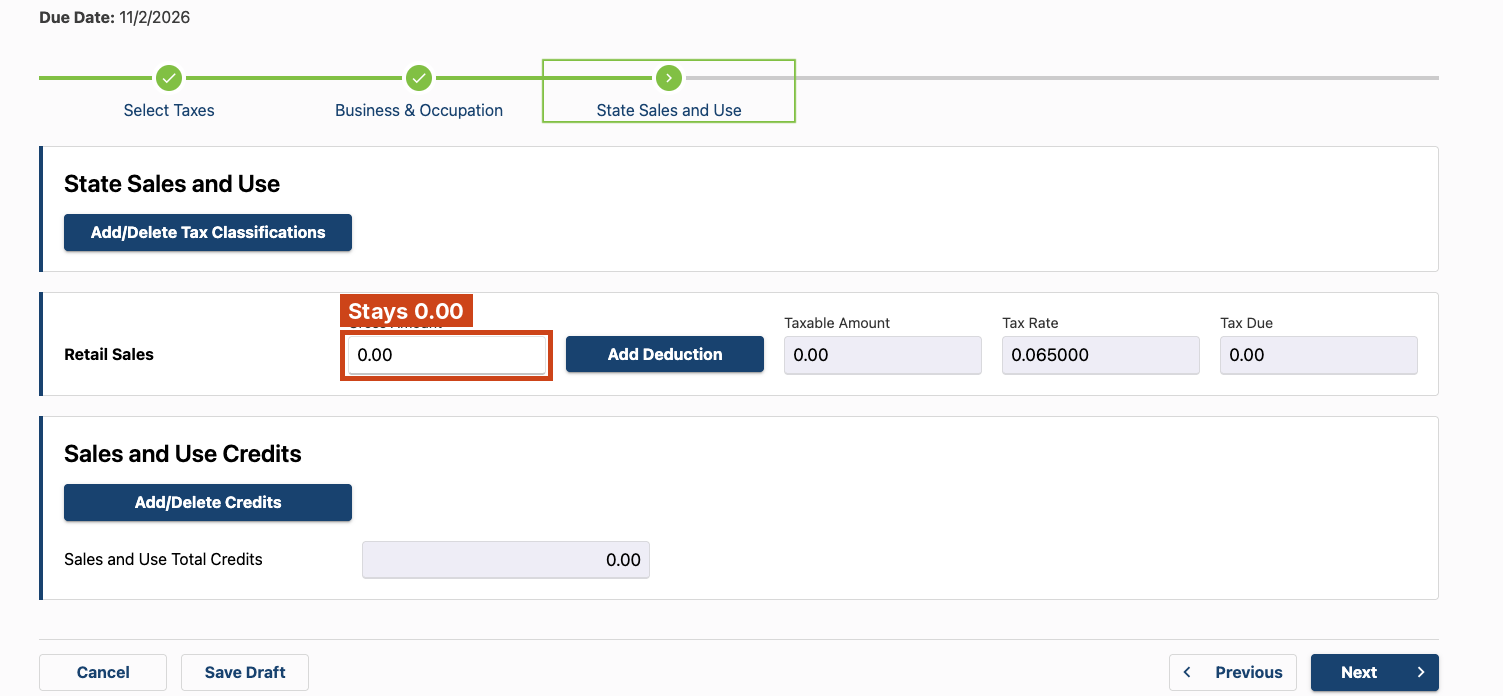 Due Date: 11/2/2026
Select Taxes
Business & Occupation
State Sales and Use
State Sales and Use
Add/Delete Tax Classifications
Stays 0.00
Taxable Amount
Tax Rate
Tax Due
Retail Sales
0.00
Add Deduction
0.00
0.065000
0.00
Sales and Use Credits
Add/Delete Credits
Sales and Use Total Credits
0.00
Cancel
Save Draft
Previous
Next